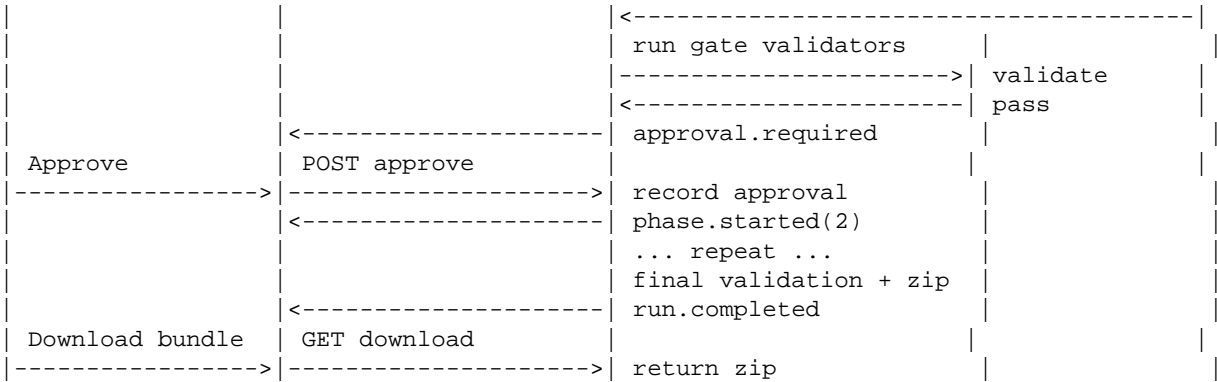 |                 |                     |<---------------------------------------|
|                 |                     | run gate validators     |               |
|                 |                     |----------------------->| validate      |
|                 |                     |<-----------------------| pass          |
|                 |<---------------------| approval.required       |               |
| Approve         | POST approve         |                        |               |
|----------------->|--------------------->| record approval         |               |
|                 |<---------------------| phase.started(2)        |               |
|                 |                     | ... repeat ...          |               |
|                 |                     | final validation + zip  |               |
|                 |<---------------------| run.completed           |               |
| Download bundle | GET download         |                        |               |
|----------------->|--------------------->| return zip              |               |